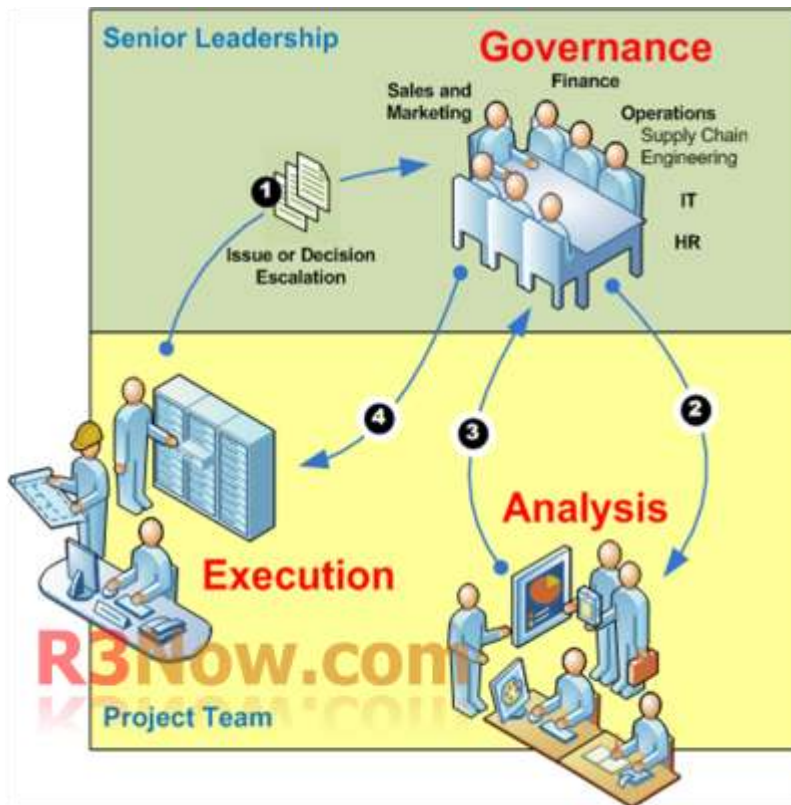 Senior Leadership
Governance
Finance
Sales and
Marketing
Operations
Supply Chain
Engineering
IT
HR
1
Issue or Decision
Escalation
4
3
2
Analysis
Execution
R3Now.com
Project Team